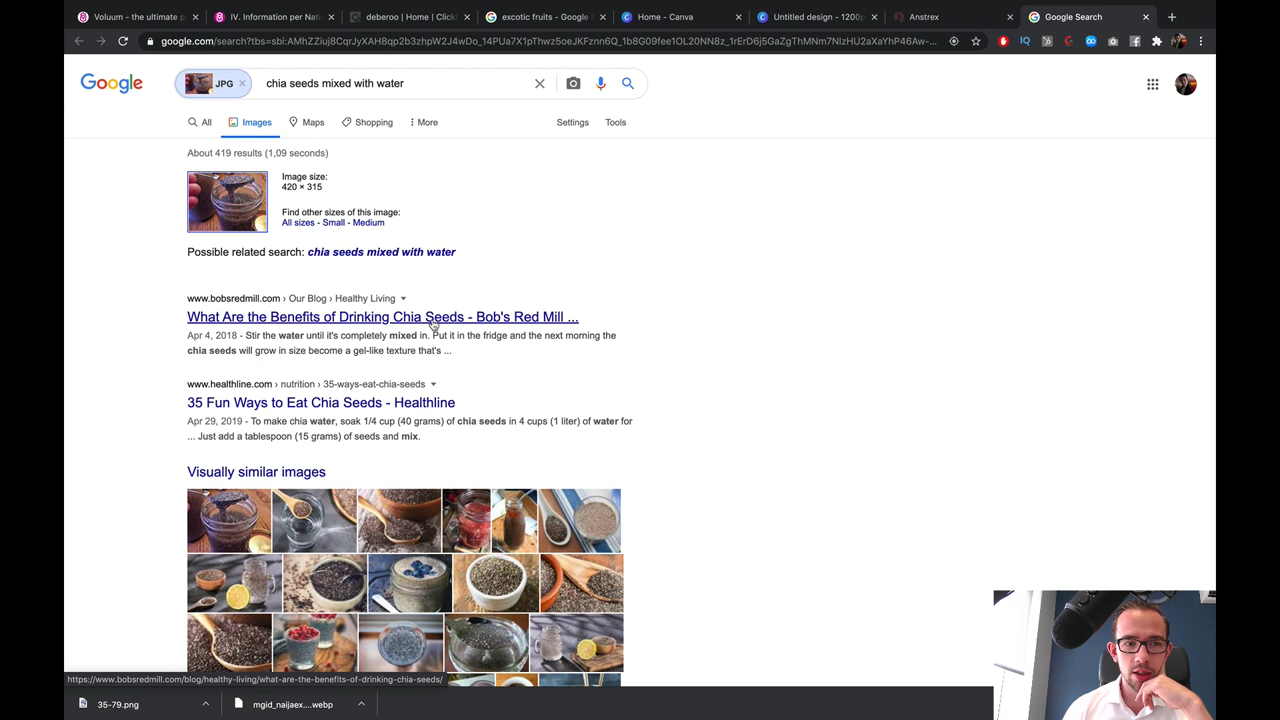 Voluum - the ultimate p
IV. Information per Nati
deberoo | Home | Click
excotic fruits - Google S
Home - Canva
Untitled design - 1200p
Anstrex
Google Search
google.com/search?tbs=sbi:AMhZZiuj8CqrJyXAH8qp2b3zhpW2J4wDo_14PUa7X1pThwz5oeJKFznn6Q_1b8G09fee1OL20NN8z_1rErD6j5GaZgThMNm7NIzHU2aXaYhP46Aw-...
Google
JPG
chia seeds mixed with water
All
Images
Maps
Shopping
More
Settings
Tools
About 419 results (1,09 seconds)
Image size:
420 × 315
Find other sizes of this image:
All sizes - Small - Medium
Possible related search: chia seeds mixed with water
www.bobsredmill.com › Our Blog › Healthy Living
What Are the Benefits of Drinking Chia Seeds - Bob's Red Mill ...
Apr 4, 2018 - Stir the water until it's completely mixed in. Put it in the fridge and the next morning the
chia seeds will grow in size become a gel-like texture that's ...
www.healthline.com › nutrition › 35-ways-eat-chia-seeds
35 Fun Ways to Eat Chia Seeds - Healthline
Apr 29, 2019 - To make chia water, soak 1/4 cup (40 grams) of chia seeds in 4 cups (1 liter) of water for
... Just add a tablespoon (15 grams) of seeds and mix.
Visually similar images
https://www.bobsredmill.com/blog/healthy-living/what-are-the-benefits-of-drinking-chia-seeds/
35-79.png
mgid_naijaex....webp